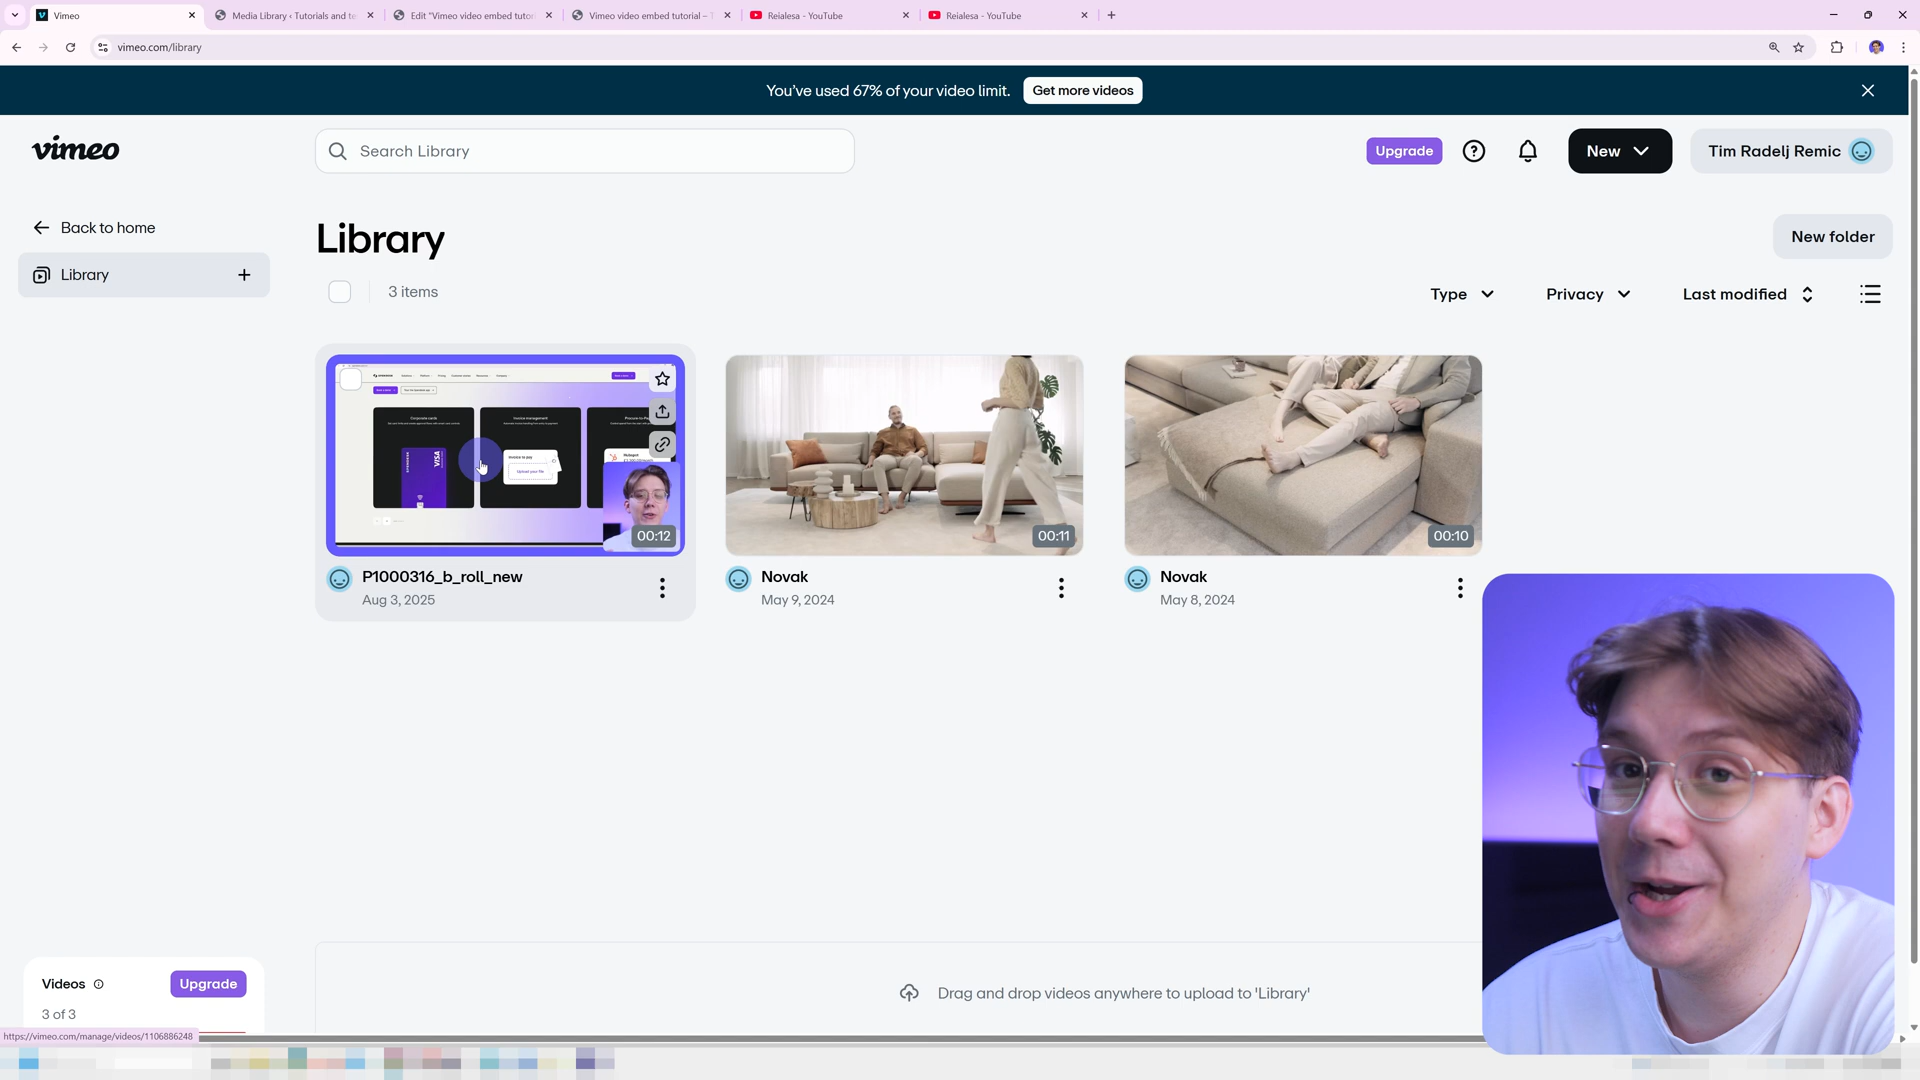 Vimeo
Media Library ‹ Tutorials and te
Edit "Vimeo video embed tutor
Vimeo video embed tutorial – T
Reialesa - YouTube
Reialesa - YouTube
vimeo.com/library
You've used 67% of your video limit.
Get more videos
vimeo
Search Library
Upgrade
New
Tim Radelj Remic
Back to home
Library
Library
New folder
3 items
Type
Privacy
Last modified
VISA
00:12
00:11
00:10
P1000316_b_roll_new
Aug 3, 2025
Novak
May 9, 2024
Novak
May 8, 2024
Drag and drop videos anywhere to upload to 'Library'
Videos
Upgrade
3 of 3
https://vimeo.com/manage/videos/1106886248